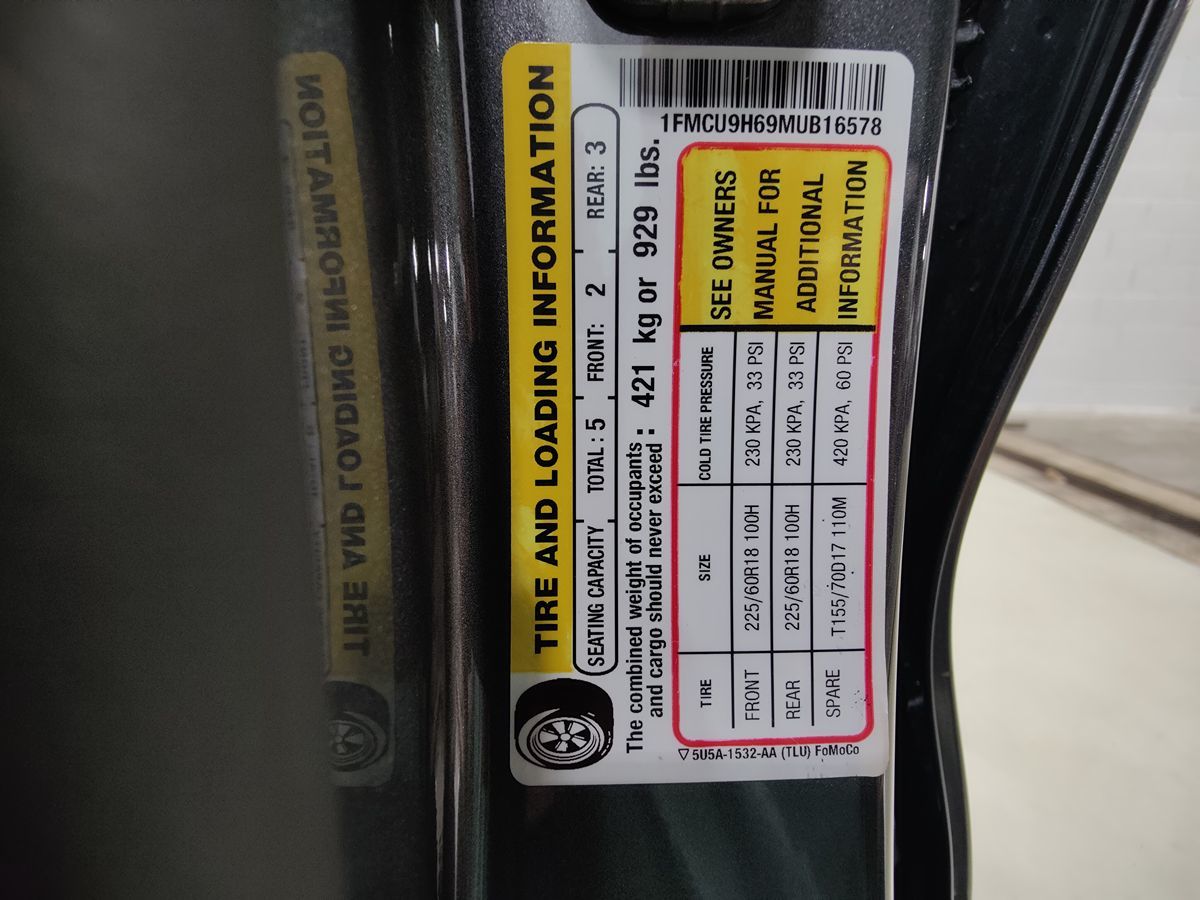 TIRE AND LOADING INFORMATION
SEATING CAPACITY TOTAL : 5 FRONT: 2 REAR: 3
The combined weight of occupants
and cargo should never exceed : 421 kg or 929 lbs.
TIRE SIZE COLD TIRE PRESSURE
FRONT 225/60R18 100H 230 KPA, 33 PSI
REAR 225/60R18 100H 230 KPA, 33 PSI
SPARE T155/70D17 110M 420 KPA, 60 PSI
SEE OWNERS
MANUAL FOR
ADDITIONAL
INFORMATION
5U5A-1532-AA (TLU) FoMoCo
1FMCU9H69MUB16578
TIRE AND LOADING INFORMATION